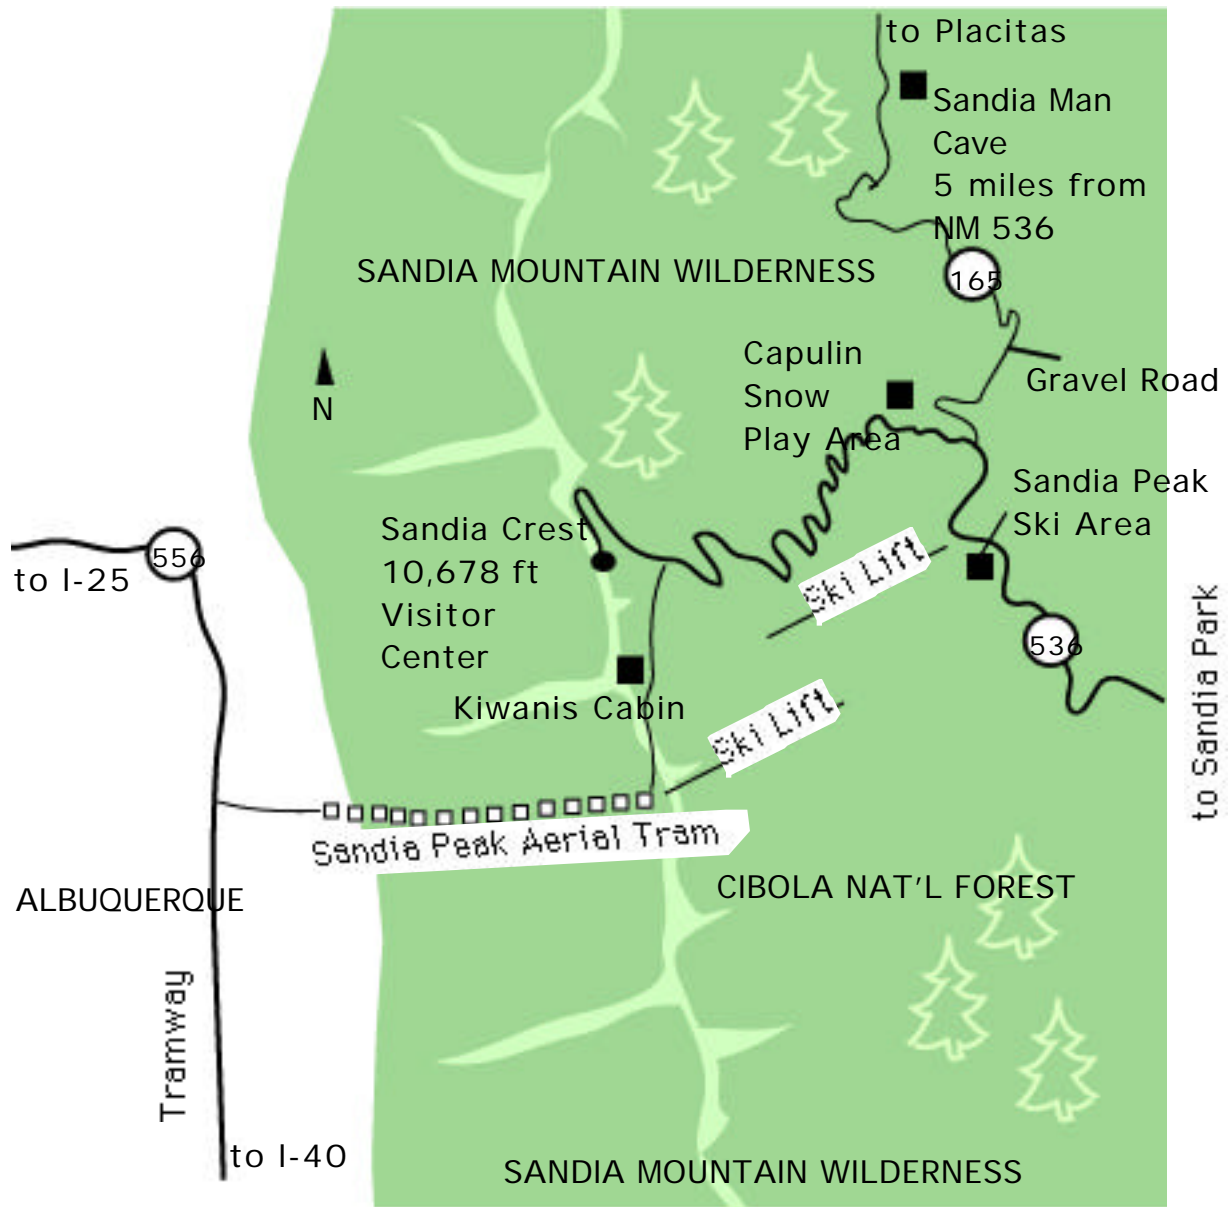 to Placitas
Sandia Man
Cave
5 miles from
NM 536
SANDIA MOUNTAIN WILDERNESS
165
Capulin
Snow
Play Area
Gravel Road
N
Sandia Peak
Ski Area
Sandia Crest
10,678 ft
Visitor
Center
556
to I-25
Ski Lift
536
to Sandia Park
Kiwanis Cabin
Ski Lift
Sandia Peak Aerial Tram
ALBUQUERQUE
CIBOLA NAT'L FOREST
Tramway
to I-40
SANDIA MOUNTAIN WILDERNESS